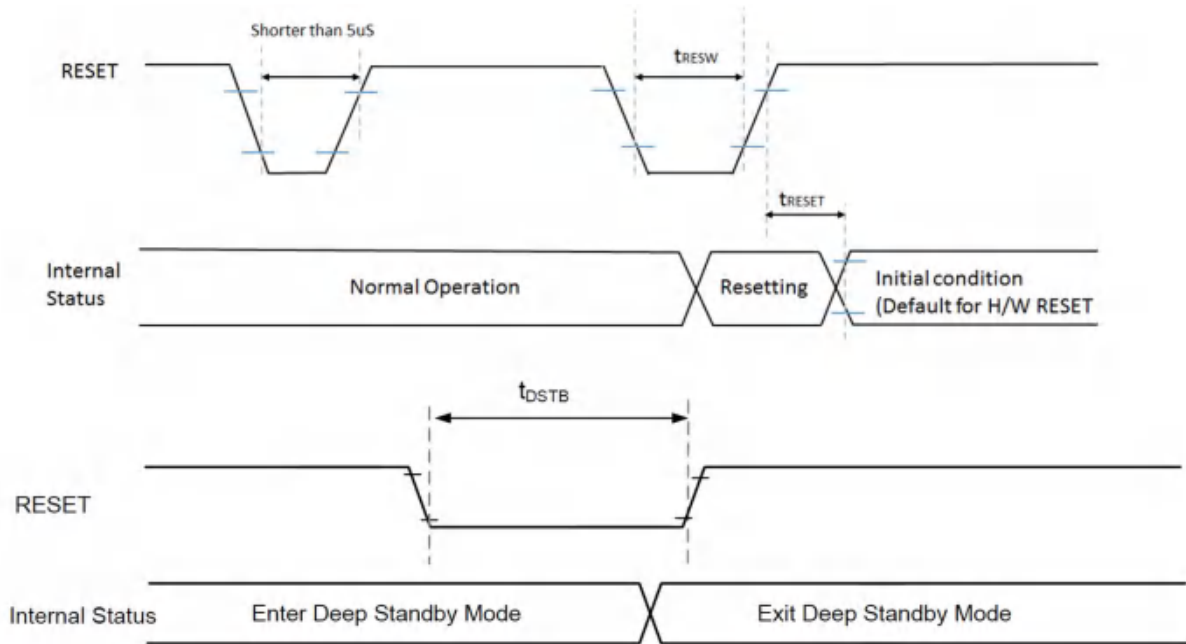 Shorter than 5uS
RESET
tRESW
tRESET
Internal
Status
Normal Operation
Resetting
Initial condition
(Default for H/W RESET
tDSTB
RESET
Internal Status
Enter Deep Standby Mode
Exit Deep Standby Mode